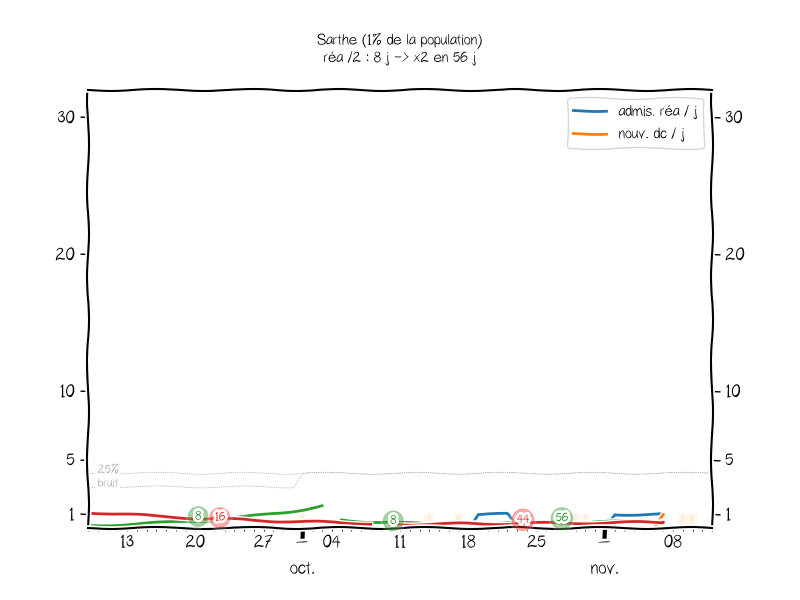 Sarthe (1% de la population)
réa /2 : 8 j -> x2 en 56 j
admis. réa / j
nouv. dc / j
30 30
20 20
10 10
5 5
25%
bruit
1 1
8 16 8 44 56
13 20 27 1 04 11 18 25 1 08
oct. nov.